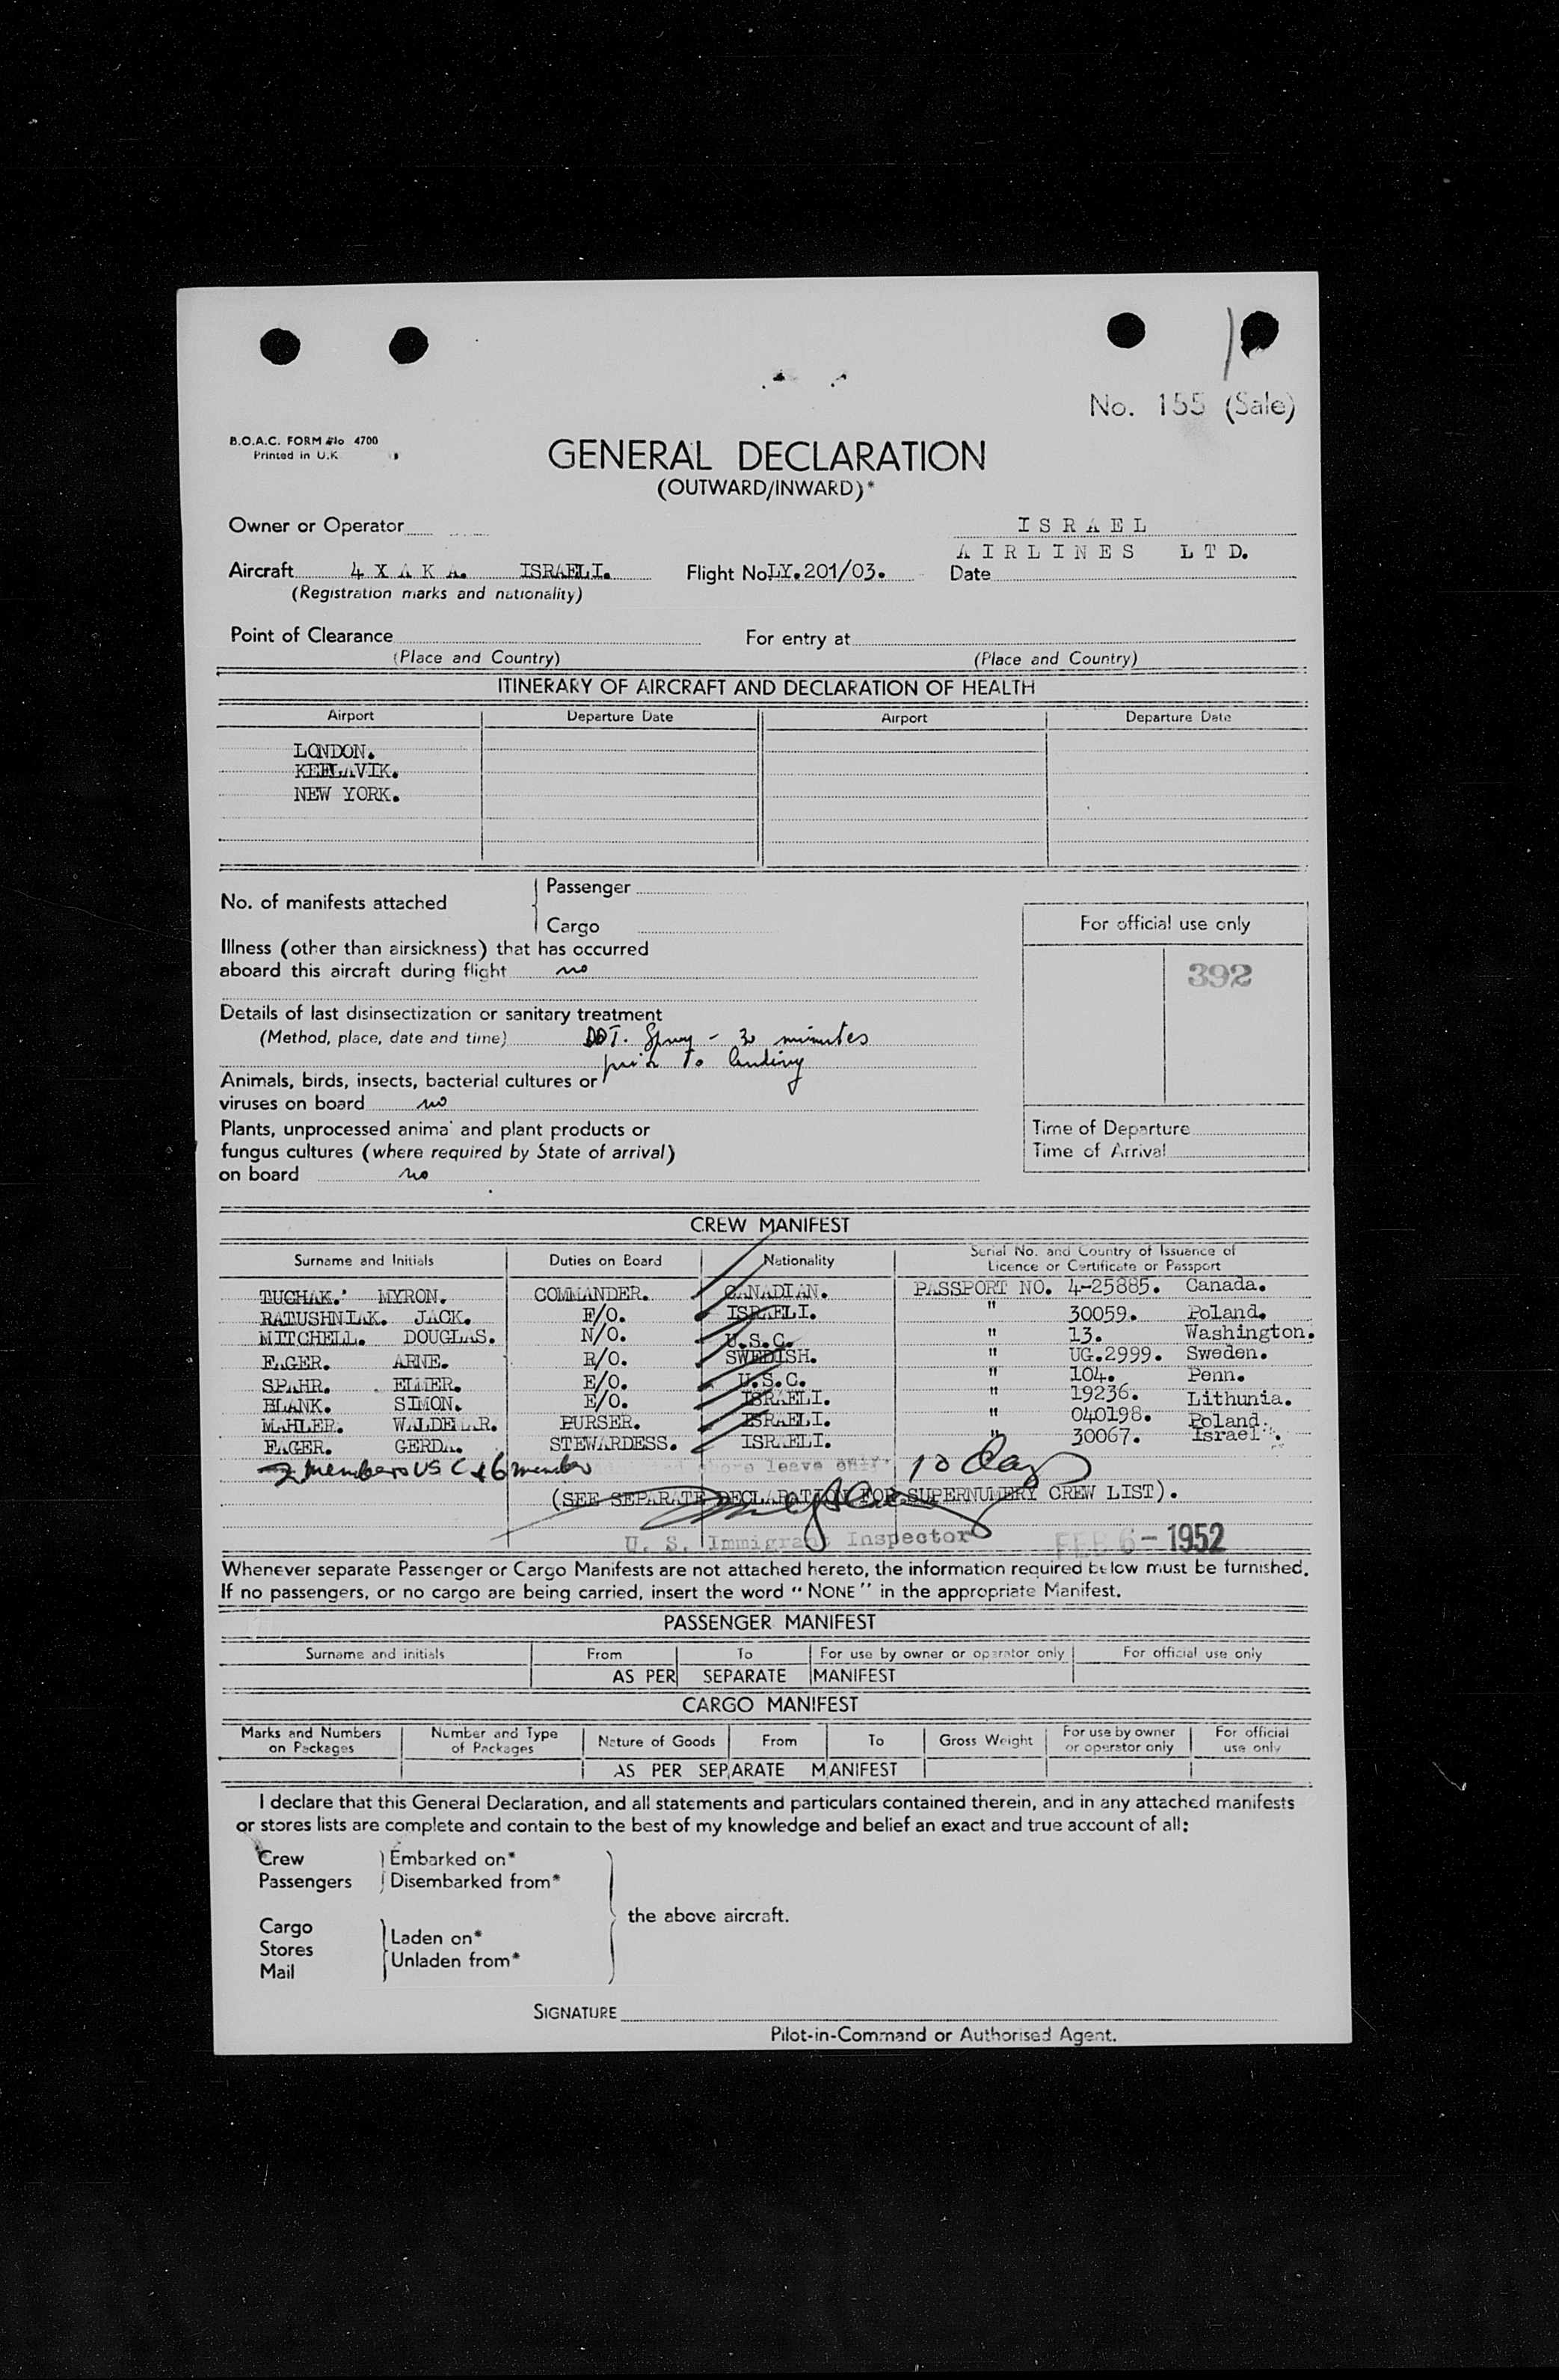 No. 155 (Sale)
B.O.A.C. FORM No 4700
Printed in U.K.
GENERAL DECLARATION
(OUTWARD/INWARD)*
Owner or Operator
ISRAEL
AIRLINES LTD.
Aircraft 4XAKA. ISRAELI. Flight No. LY.201/03. Date
(Registration marks and nationality)
Point of Clearance For entry at
(Place and Country) (Place and Country)
ITINERARY OF AIRCRAFT AND DECLARATION OF HEALTH
Airport Departure Date Airport Departure Date
LONDON.
KEFLAVIK.
NEW YORK.
No. of manifests attached
Passenger
Cargo
Illness (other than airsickness) that has occurred
aboard this aircraft during flight no
Details of last disinsectization or sanitary treatment
(Method, place, date and time) DDT. Spray - 30 minutes
prior to landing
Animals, birds, insects, bacterial cultures or
viruses on board no
Plants, unprocessed animal and plant products or
fungus cultures (where required by State of arrival)
on board no
For official use only
392
Time of Departure
Time of Arrival
CREW MANIFEST
Surname and Initials Duties on Board Nationality Serial No. and Country of Issuance of
Licence or Certificate or Passport
TUCHAK. MYRON. COMMANDER. CANADIAN. PASSPORT NO. 4-25885. Canada.
RATUSHNIAK. JACK. F/O. ISRAELI. " 30059. Poland.
MITCHELL. DOUGLAS. N/O. U.S.C. " 13. Washington.
FAGER. ARNE. R/O. SWEDISH. " UG.2999. Sweden.
SPAHR. ELMER. E/O. U.S.C. " 104. Penn.
BLANK. SIMON. E/O. ISRAELI. " 19236. Lithunia.
MAHLER. WALDEMAR. PURSER. ISRAELI. " 040198. Poland.
FAGER. GERDA. STEWARDESS. ISRAELI. " 30067. Israel.
2 members USC & 6 member shore leave only 10 days
(SEE SEPARATE DECLARATION FOR SUPERNUMERY CREW LIST).
U. S. Immigrant Inspector FEB 6 - 1952
Whenever separate Passenger or Cargo Manifests are not attached hereto, the information required below must be furnished.
If no passengers, or no cargo are being carried, insert the word "NONE" in the appropriate Manifest.
PASSENGER MANIFEST
Surname and initials From To For use by owner or operator only For official use only
AS PER SEPARATE MANIFEST
CARGO MANIFEST
Marks and Numbers on Packages Number and Type of Packages Nature of Goods From To Gross Weight For use by owner or operator only For official use only
AS PER SEPARATE MANIFEST
I declare that this General Declaration, and all statements and particulars contained therein, and in any attached manifests
or stores lists are complete and contain to the best of my knowledge and belief an exact and true account of all:
Crew Embarked on*
Passengers Disembarked from*
the above aircraft.
Cargo
Stores Laden on*
Mail Unladen from*
SIGNATURE
Pilot-in-Command or Authorised Agent.